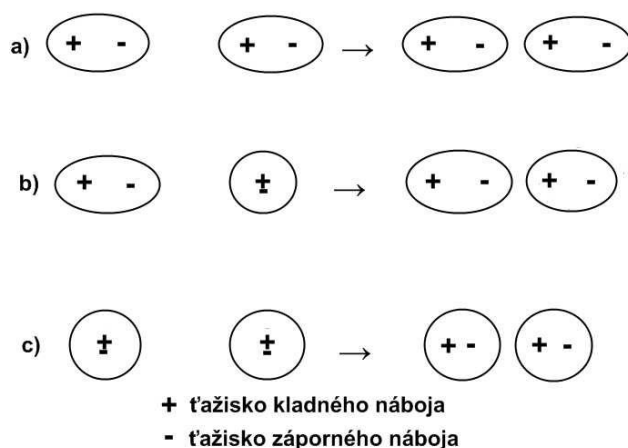 a) + - + - → + - + -
b) + - + - → + - + -
c) + - + - → + - + -
+ ťažisko kladného náboja
- ťažisko záporného náboja